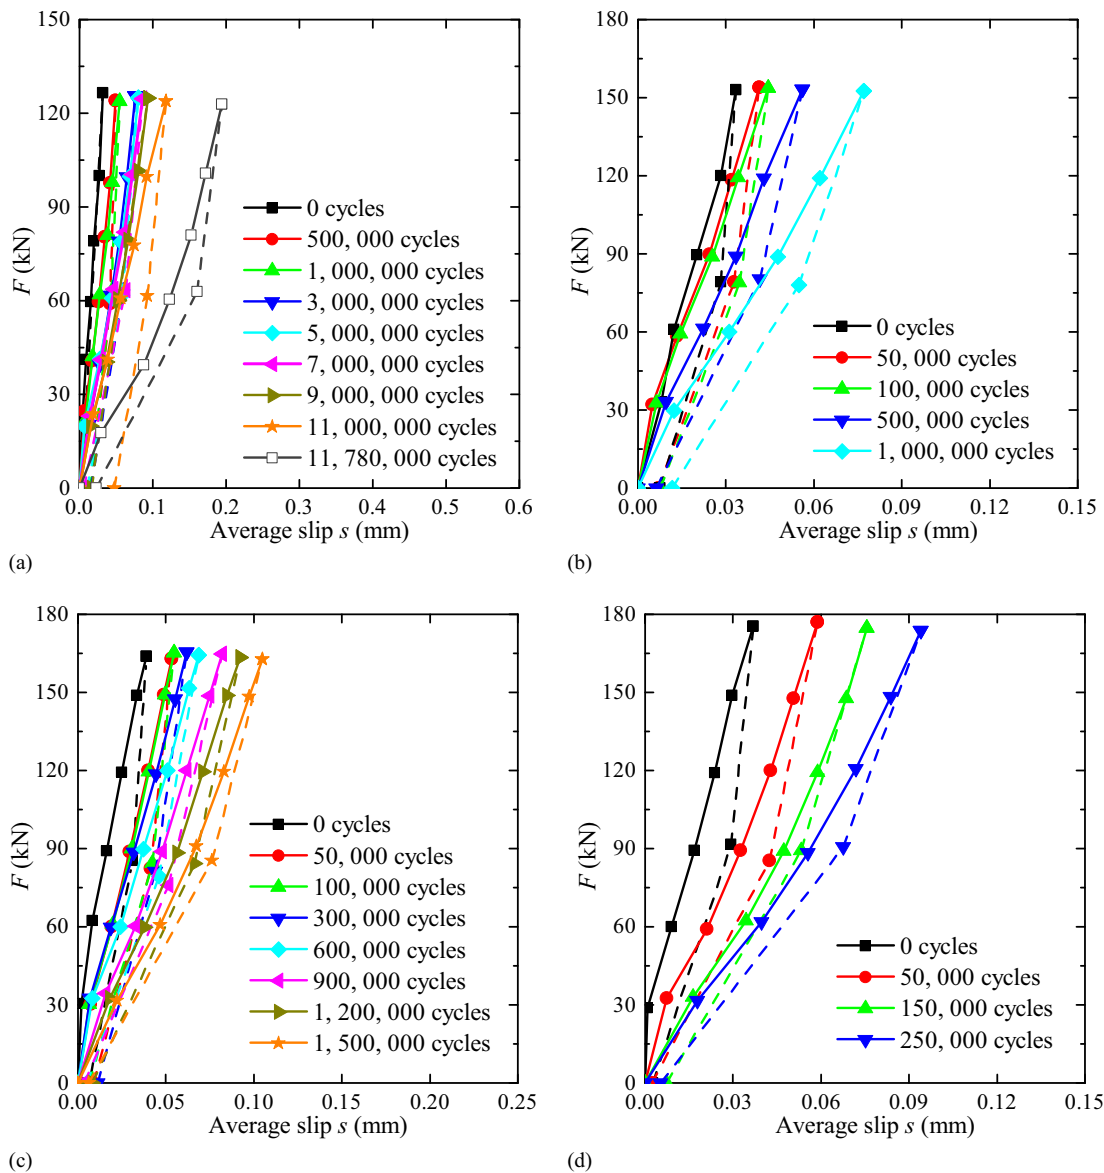 150
120
90
60
30
0
F (kN)
0 cycles
500, 000 cycles
1, 000, 000 cycles
3, 000, 000 cycles
5, 000, 000 cycles
7, 000, 000 cycles
9, 000, 000 cycles
11, 000, 000 cycles
11, 780, 000 cycles
0.0 0.1 0.2 0.3 0.4 0.5 0.6
Average slip s (mm)
(a)
180
150
120
90
60
30
0
F (kN)
0 cycles
50, 000 cycles
100, 000 cycles
500, 000 cycles
1, 000, 000 cycles
0.00 0.03 0.06 0.09 0.12 0.15
Average slip s (mm)
(b)
180
150
120
90
60
30
0
F (kN)
0 cycles
50, 000 cycles
100, 000 cycles
300, 000 cycles
600, 000 cycles
900, 000 cycles
1, 200, 000 cycles
1, 500, 000 cycles
0.00 0.05 0.10 0.15 0.20 0.25
Average slip s (mm)
(c)
180
150
120
90
60
30
0
F (kN)
0 cycles
50, 000 cycles
150, 000 cycles
250, 000 cycles
0.00 0.03 0.06 0.09 0.12 0.15
Average slip s (mm)
(d)